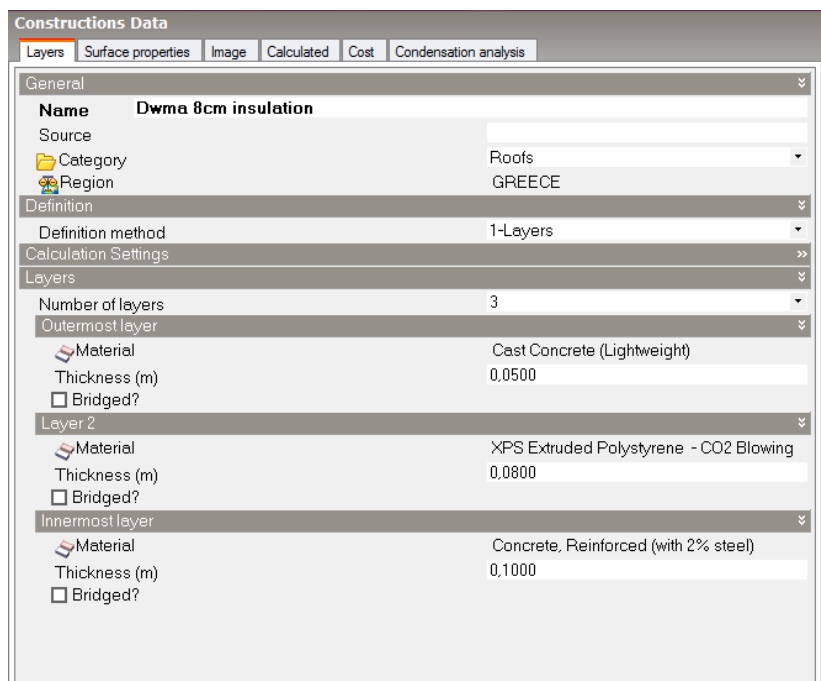 Constructions Data
Layers Surface properties Image Calculated Cost Condensation analysis
General
Name Dwma 8cm insulation
Source
Category Roofs
Region GREECE
Definition
Definition method 1-Layers
Calculation Settings
Layers
Number of layers 3
Outermost layer
Material Cast Concrete (Lightweight)
Thickness (m) 0,0500
Bridged?
Layer 2
Material XPS Extruded Polystyrene - CO2 Blowing
Thickness (m) 0,0800
Bridged?
Innermost layer
Material Concrete, Reinforced (with 2% steel)
Thickness (m) 0,1000
Bridged?